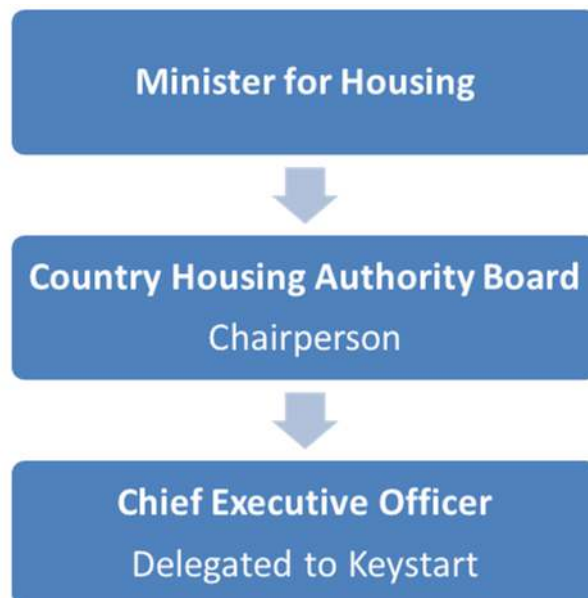 Minister for Housing
Country Housing Authority Board
Chairperson
Chief Executive Officer
Delegated to Keystart